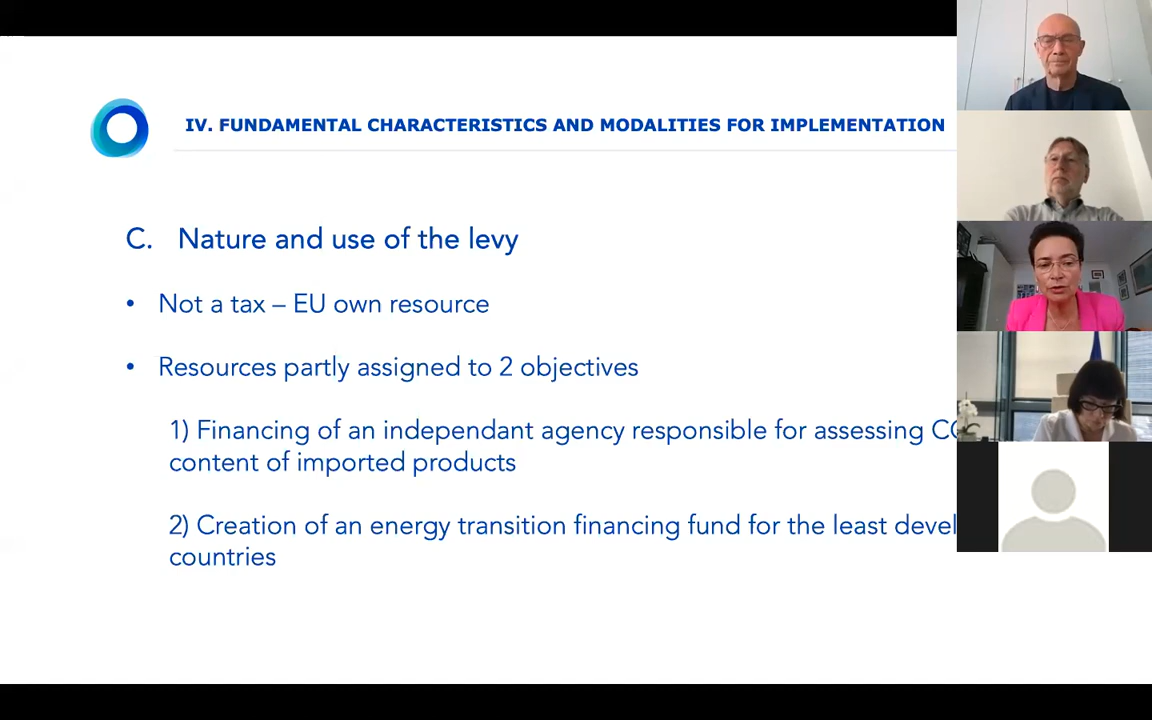 IV. FUNDAMENTAL CHARACTERISTICS AND MODALITIES FOR IMPLEMENTATION
C. Nature and use of the levy
• Not a tax – EU own resource
• Resources partly assigned to 2 objectives
1) Financing of an independant agency responsible for assessing
content of imported products
2) Creation of an energy transition financing fund for the least
countries